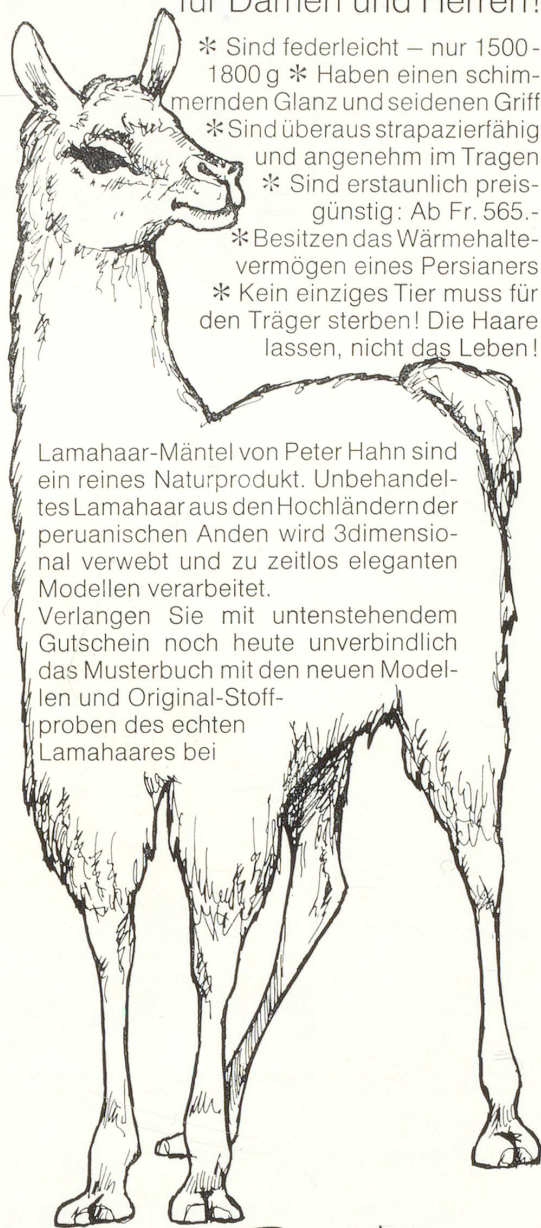 für Damen und Herren!
✻ Sind federleicht – nur 1500-
1800 g ✻ Haben einen schim-
mernden Glanz und seidenen Griff
✻ Sind überaus strapazierfähig
und angenehm im Tragen
✻ Sind erstaunlich preis-
günstig: Ab Fr. 565.-
✻ Besitzen das Wärmehalte-
vermögen eines Persianers
✻ Kein einziges Tier muss für
den Träger sterben! Die Haare
lassen, nicht das Leben!
Lamahaar-Mäntel von Peter Hahn sind
ein reines Naturprodukt. Unbehandel-
tes Lamahaar aus den Hochländern der
peruanischen Anden wird 3dimensio-
nal verwebt und zu zeitlos eleganten
Modellen verarbeitet.
Verlangen Sie mit untenstehendem
Gutschein noch heute unverbindlich
das Musterbuch mit den neuen Model-
len und Original-Stoff-
proben des echten
Lamahaares bei